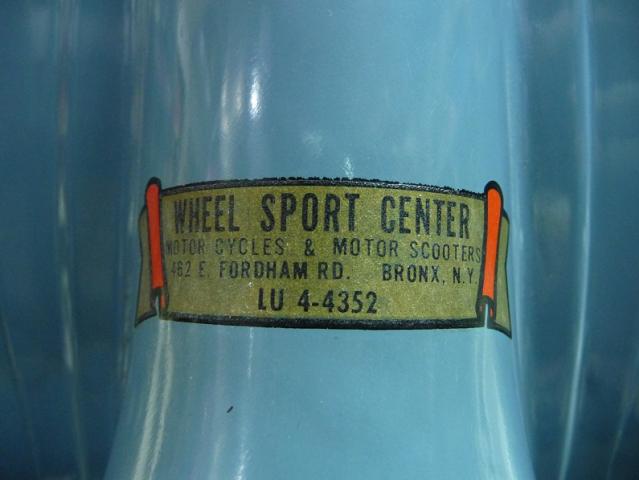 WHEEL SPORT CENTER
MOTOR CYCLES & MOTOR SCOOTERS
462 E. FORDHAM RD. BRONX, N.Y.
LU 4-4352